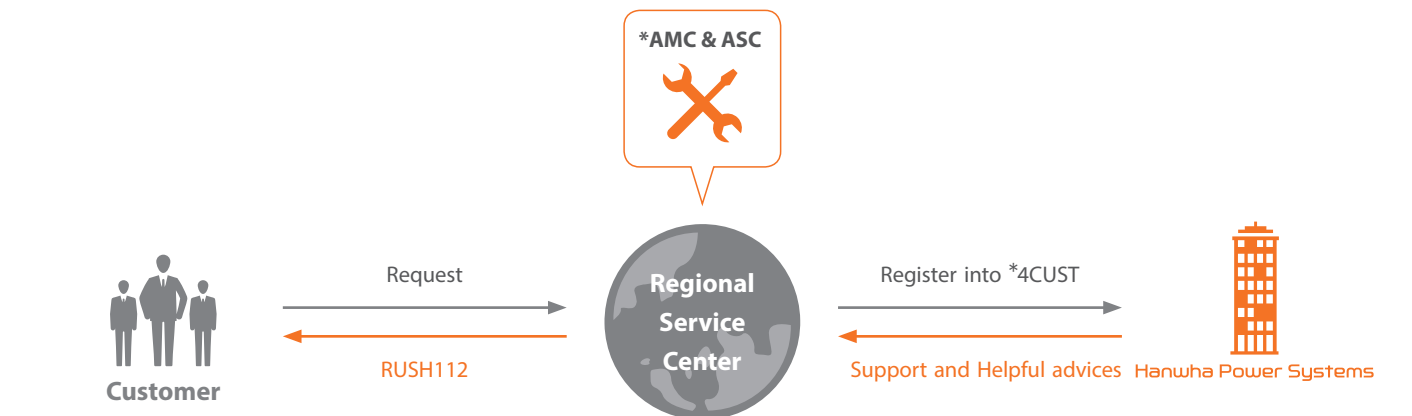 *AMC & ASC
Request
Regional
Service
Center
Register into *4CUST
RUSH112
Support and Helpful advices
Hanwha Power Systems
Customer